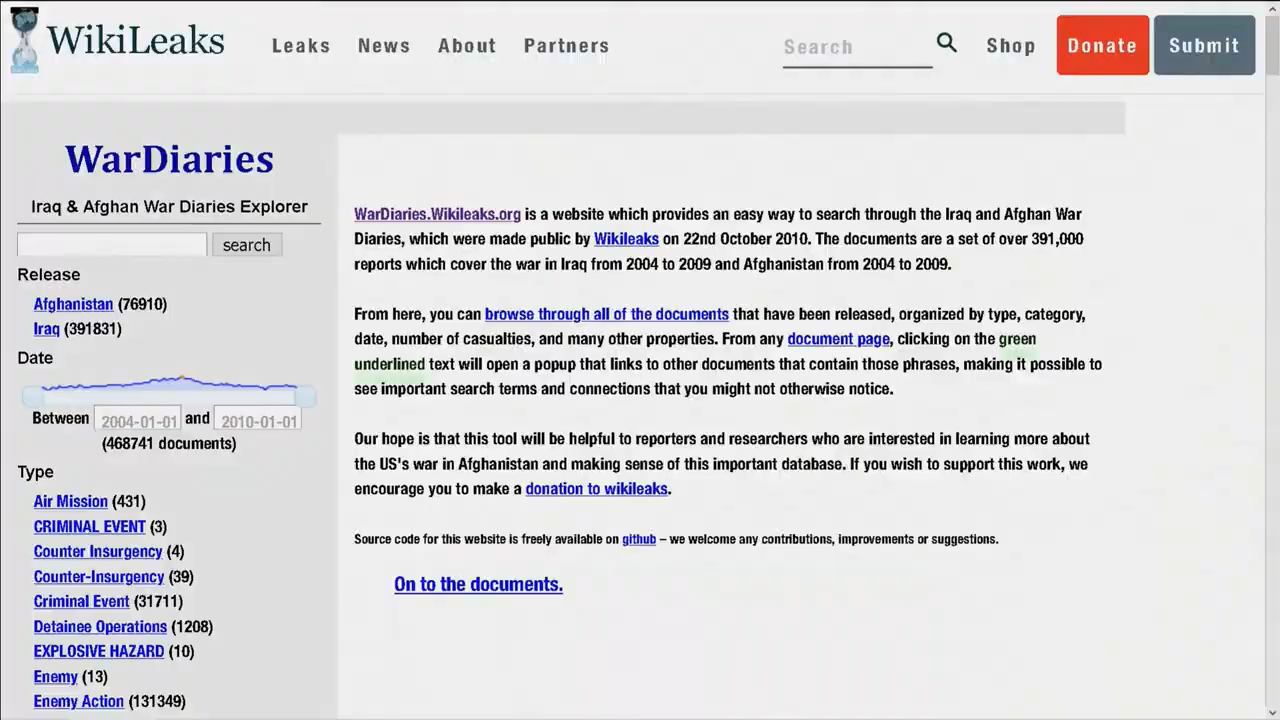 WikiLeaks
Leaks News About Partners
Search
Shop
Donate
Submit
WarDiaries
Iraq & Afghan War Diaries Explorer
search
Release
Afghanistan (76910)
Iraq (391831)
Date
Between 2004-01-01 and 2010-01-01
(468741 documents)
Type
Air Mission (431)
CRIMINAL EVENT (3)
Counter Insurgency (4)
Counter-Insurgency (39)
Criminal Event (31711)
Detainee Operations (1208)
EXPLOSIVE HAZARD (10)
Enemy (13)
Enemy Action (131349)
WarDiaries.Wikileaks.org is a website which provides an easy way to search through the Iraq and Afghan War
Diaries, which were made public by Wikileaks on 22nd October 2010. The documents are a set of over 391,000
reports which cover the war in Iraq from 2004 to 2009 and Afghanistan from 2004 to 2009.
From here, you can browse through all of the documents that have been released, organized by type, category,
date, number of casualties, and many other properties. From any document page, clicking on the green
underlined text will open a popup that links to other documents that contain those phrases, making it possible to
see important search terms and connections that you might not otherwise notice.
Our hope is that this tool will be helpful to reporters and researchers who are interested in learning more about
the US's war in Afghanistan and making sense of this important database. If you wish to support this work, we
encourage you to make a donation to wikileaks.
Source code for this website is freely available on github – we welcome any contributions, improvements or suggestions.
On to the documents.